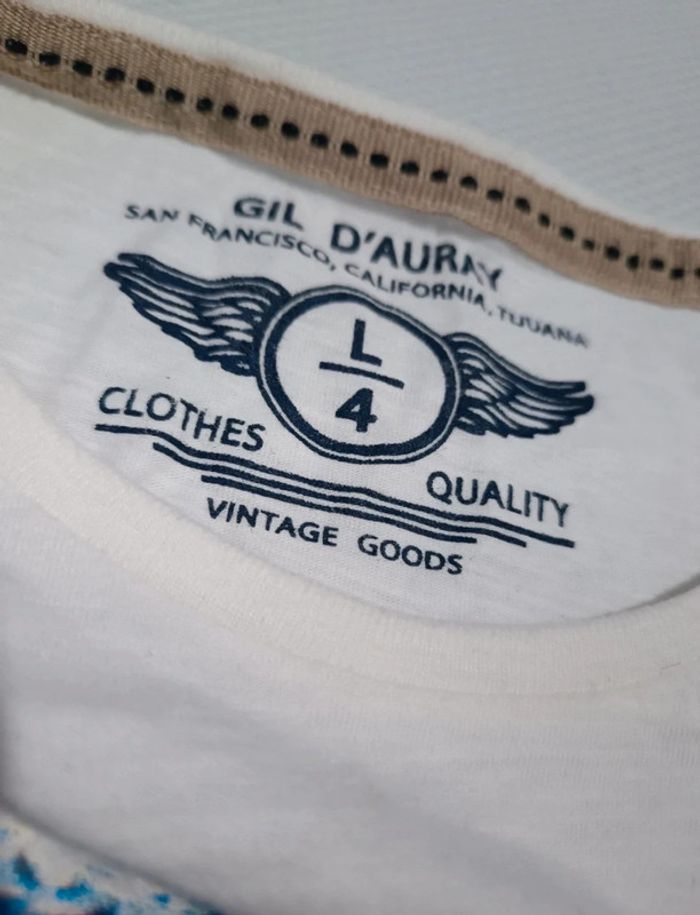 GIL D'AURAY
SAN FRANCISCO, CALIFORNIA, TIJUANA
L
4
CLOTHES QUALITY
VINTAGE GOODS